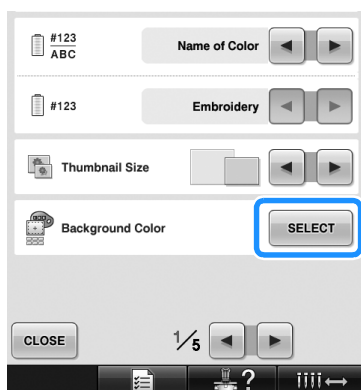 #123
ABC
Name of Color
#123
Embroidery
Thumbnail Size
Background Color
SELECT
CLOSE
1/5
?